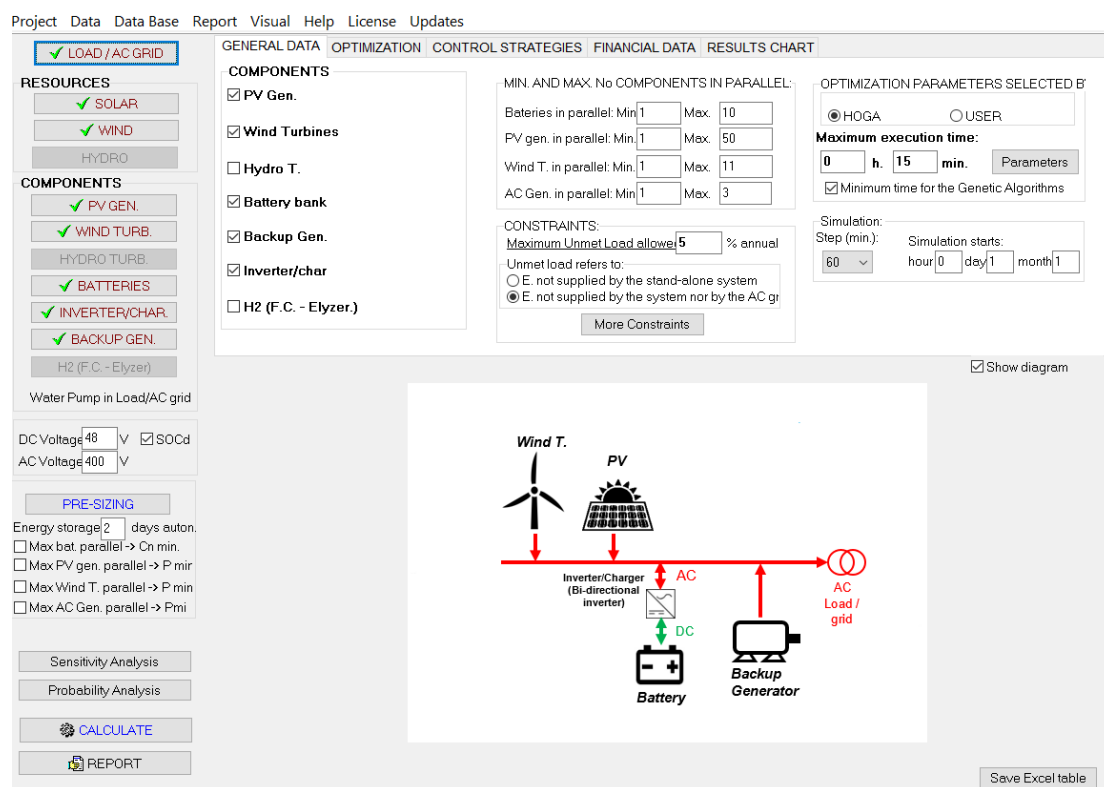 Project Data Data Base Report Visual Help License Updates
LOAD / AC GRID
RESOURCES
SOLAR
WIND
HYDRO
COMPONENTS
PV GEN.
WIND TURB.
HYDRO TURB.
BATTERIES
INVERTER/CHAR.
BACKUP GEN.
H2 (F.C. - Elyzer)
Water Pump in Load/AC grid
DC Voltage 48 V SOCd
AC Voltage 400 V
PRE-SIZING
Energy storage 2 days auton.
Max bat. parallel -> Cn min.
Max PV gen. parallel -> P mir
Max Wind T. parallel -> P min
Max AC Gen. parallel -> Pmi
Sensitivity Analysis
Probability Analysis
CALCULATE
REPORT
GENERAL DATA OPTIMIZATION CONTROL STRATEGIES FINANCIAL DATA RESULTS CHART
COMPONENTS
PV Gen.
Wind Turbines
Hydro T.
Battery bank
Backup Gen.
Inverter/char
H2 (F.C. - Elyzer.)
MIN. AND MAX. No COMPONENTS IN PARALLEL:
Bateries in parallel: Min 1 Max. 10
PV gen. in parallel: Min. 1 Max. 50
Wind T. in parallel: Min. 1 Max. 11
AC Gen. in parallel: Min 1 Max. 3
CONSTRAINTS:
Maximum Unmet Load allowed 5 % annual
Unmet load refers to:
E. not supplied by the stand-alone system
E. not supplied by the system nor by the AC gr
More Constraints
OPTIMIZATION PARAMETERS SELECTED B
HOGA USER
Maximum execution time:
0 h. 15 min. Parameters
Minimum time for the Genetic Algorithms
Simulation:
Step (min.): Simulation starts:
60 hour 0 day 1 month 1
Show diagram
Wind T.
PV
Inverter/Charger
(Bi-directional
inverter)
AC
DC
Battery
Backup
Generator
AC
Load /
grid
Save Excel table